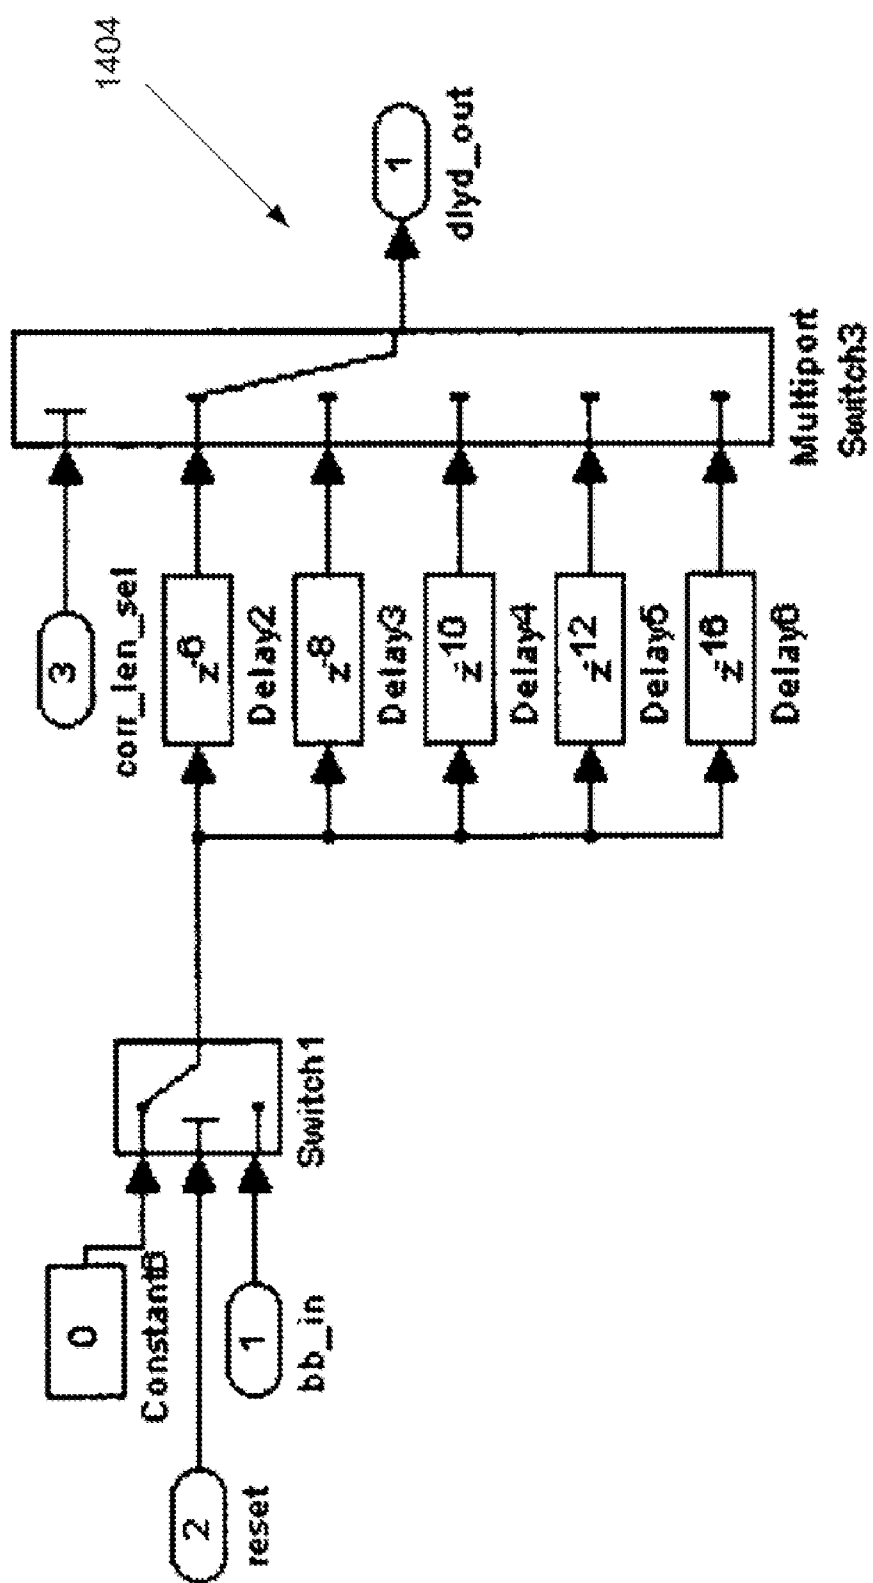 1404
2
reset
0
1
bb_in
Switch1
3
corr_len_sel
z-6
Delay2
z-8
Delay3
z-10
Delay4
z-12
Delay5
z-16
Delay6
Multiport
Switch3
1
dlyd_out